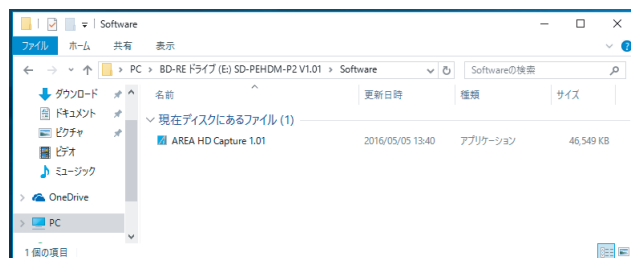 Software
ファイル ホーム 共有 表示
PC > BD-RE ドライブ (E:) SD-PEHDM-P2 V1.01 > Software
Softwareの検索
名前 更新日時 種類 サイズ
ダウンロード
ドキュメント
ピクチャ
ビデオ
ミュージック
OneDrive
PC
現在ディスクにあるファイル (1)
AREA HD Capture 1.01 2016/05/05 13:40 アプリケーション 46,549 KB
1 個の項目